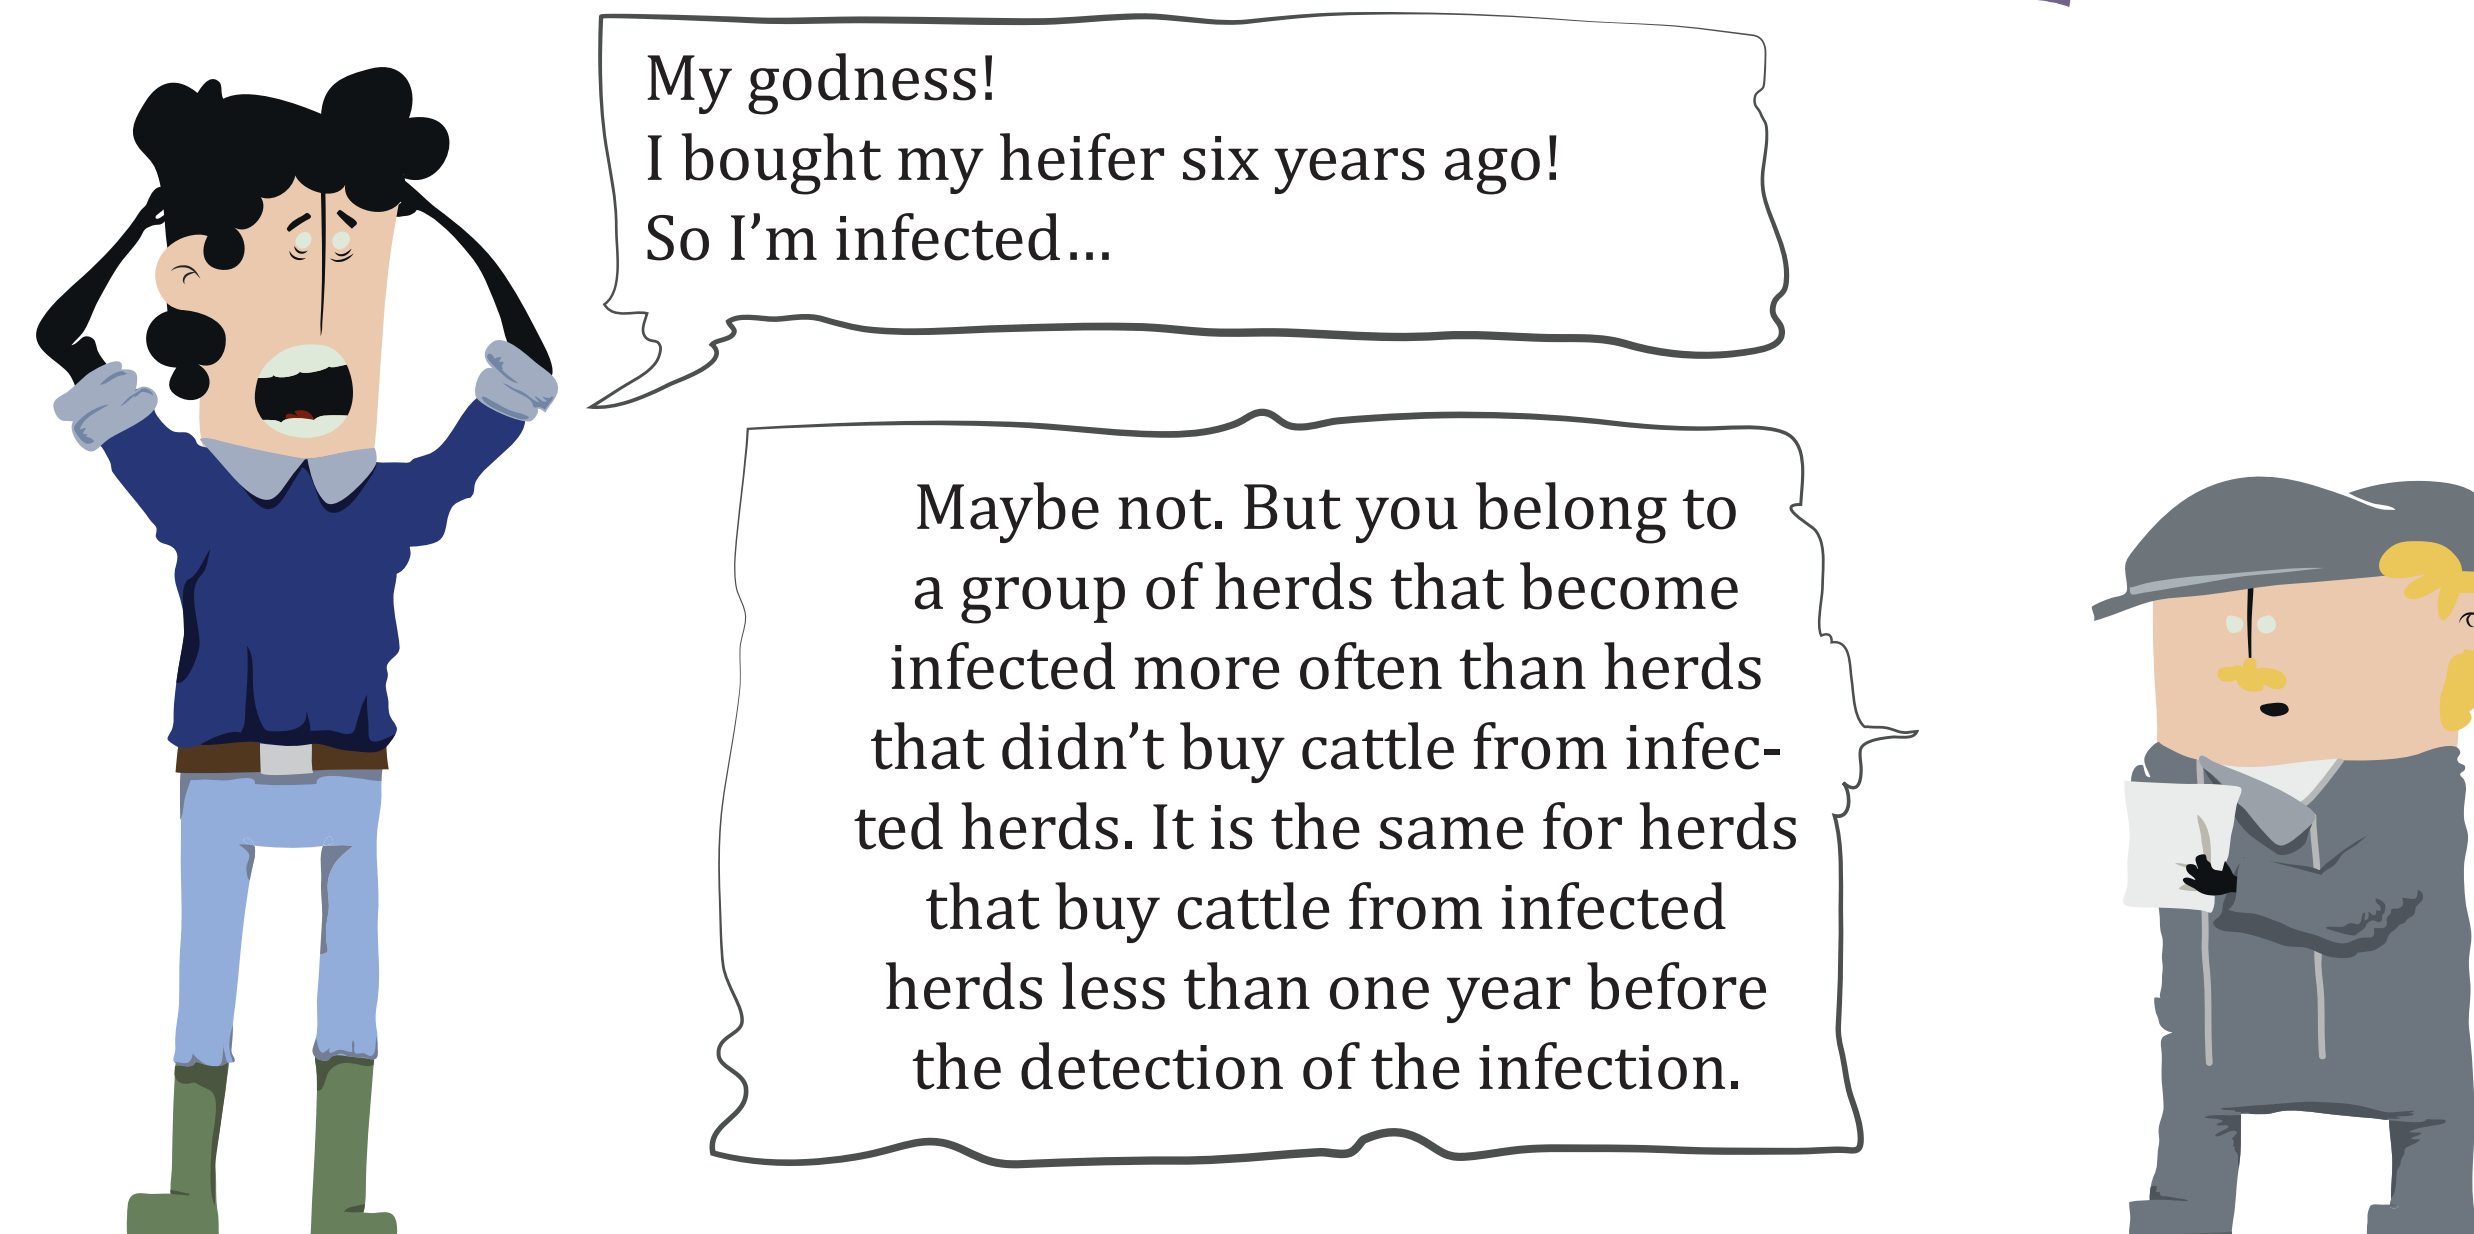 My godness!
I bought my heifer six years ago!
So I’m infected…
Maybe not. But you belong to
a group of herds that become
infected more often than herds
that didn’t buy cattle from infec-
ted herds. It is the same for herds
that buy cattle from infected
herds less than one year before
the detection of the infection.